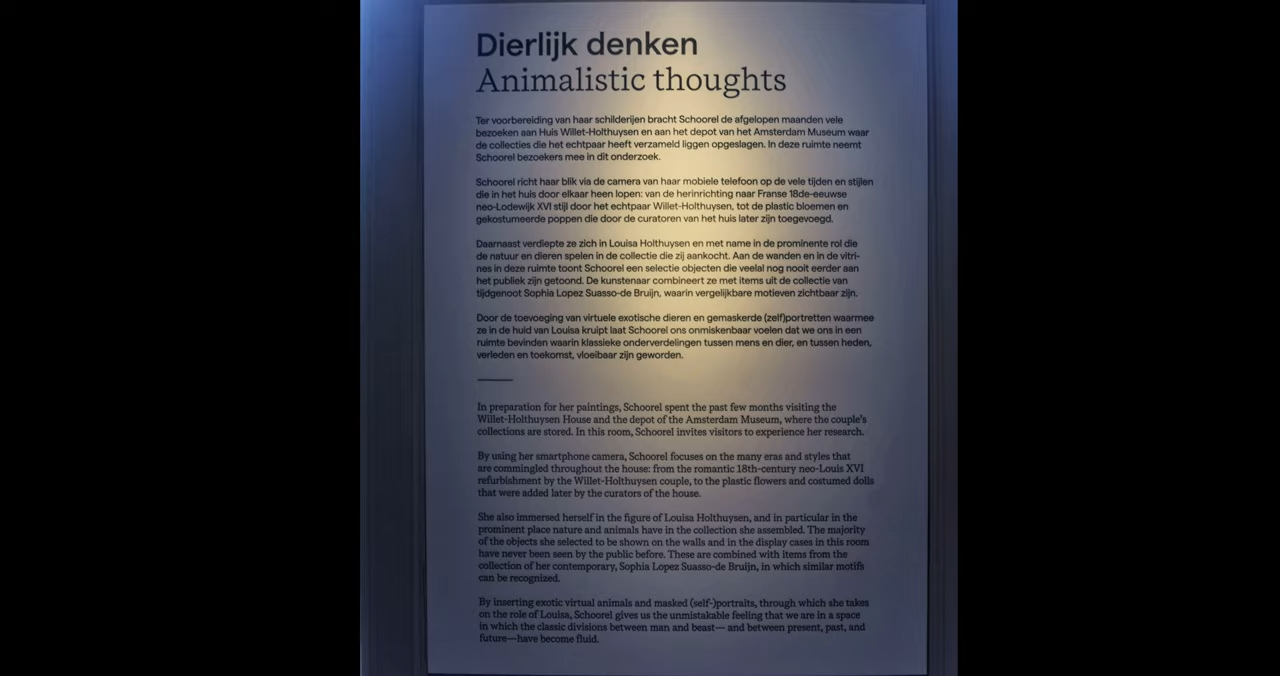 Dierlijk denken
Animalistic thoughts
Ter voorbereiding van haar schilderijen bracht Schoorel de afgelopen maanden vele
bezoeken aan Huis Willet-Holthuysen en aan het depot van het Amsterdam Museum waar
de collecties die het echtpaar heeft verzameld liggen opgeslagen. In deze ruimte neemt
Schoorel bezoekers mee in dit onderzoek.
Schoorel richt haar blik via de camera van haar mobiele telefoon op de vele tijden en stijlen
die in het huis door elkaar heen lopen: van de herinrichting naar Franse 18de-eeuwse
neo-Lodewijk XVI stijl door het echtpaar Willet-Holthuysen, tot de plastic bloemen en
gekostumeerde poppen die door de curatoren van het huis later zijn toegevoegd.
Daarnaast verdiepte ze zich in Louisa Holthuysen en met name in de prominente rol die
de natuur en dieren spelen in de collectie die zij aankocht. Aan de wanden en in de vitri-
nes in deze ruimte toont Schoorel een selectie objecten die veelal nog nooit eerder aan
het publiek zijn getoond. De kunstenaar combineert ze met items uit de collectie van
tijdgenoot Sophia Lopez Suasso-de Bruijn, waarin vergelijkbare motieven zichtbaar zijn.
Door de toevoeging van virtuele exotische dieren en gemaskerde (zelf)portretten waarmee
ze in de huid van Louisa kruipt laat Schoorel ons onmiskenbaar voelen dat we ons in een
ruimte bevinden waarin klassieke onderverdelingen tussen mens en dier, en tussen heden,
verleden en toekomst, vloeibaar zijn geworden.
In preparation for her paintings, Schoorel spent the past few months visiting the
Willet-Holthuysen House and the depot of the Amsterdam Museum, where the couple's
collections are stored. In this room, Schoorel invites visitors to experience her research.
By using her smartphone camera, Schoorel focuses on the many eras and styles that
are commingled throughout the house: from the romantic 18th-century neo-Louis XVI
refurbishment by the Willet-Holthuysen couple, to the plastic flowers and costumed dolls
that were added later by the curators of the house.
She also immersed herself in the figure of Louisa Holthuysen, and in particular in the
prominent place nature and animals have in the collection she assembled. The majority
of the objects she selected to be shown on the walls and in the display cases in this room
have never been seen by the public before. These are combined with items from the
collection of her contemporary, Sophia Lopez Suasso-de Bruijn, in which similar motifs
can be recognized.
By inserting exotic virtual animals and masked (self-)portraits, through which she takes
on the role of Louisa, Schoorel gives us the unmistakable feeling that we are in a space
in which the classic divisions between man and beast— and between present, past, and
future—have become fluid.